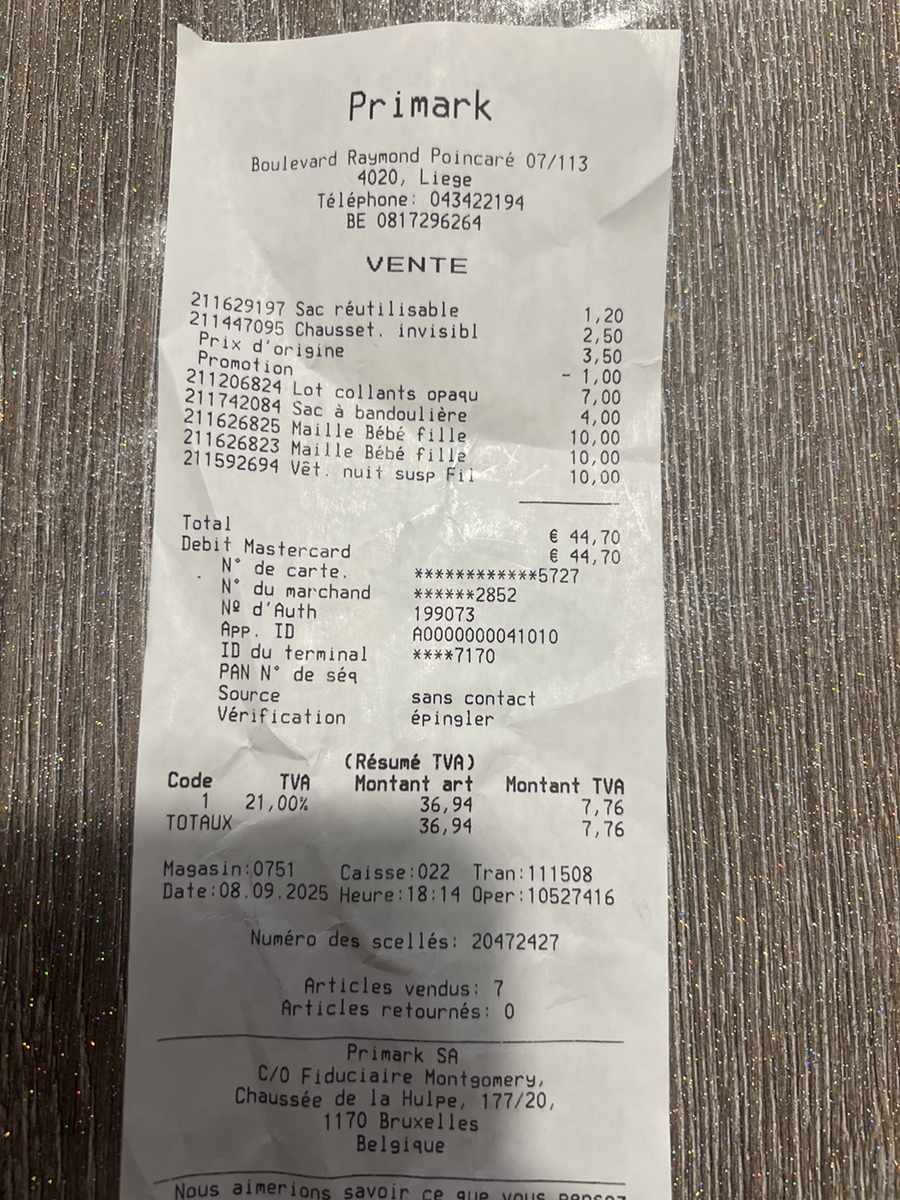 Primark
Boulevard Raymond Poincaré 07/113
4020, Liege
Téléphone: 043422194
BE 0817296264
VENTE
211629197 Sac réutilisable 1,20
211447095 Chausset. invisibl 2,50
Prix d'origine 3,50
Promotion - 1,00
211206824 Lot collants opaqu 7,00
211742084 Sac à bandoulière 4,00
211626825 Maille Bébé fille 10,00
211626823 Maille Bébé fille 10,00
211592694 Vêt. nuit susp Fil 10,00
Total € 44,70
Debit Mastercard € 44,70
N° de carte. ************5727
N° du marchand ******2852
Nº d'Auth 199073
App. ID A0000000041010
ID du terminal ****7170
PAN N° de séq
Source sans contact
Vérification épingler
(Résumé TVA)
Code TVA Montant art Montant TVA
1 21,00% 36,94 7,76
TOTAUX 36,94 7,76
Magasin:0751 Caisse:022 Tran:111508
Date:08.09.2025 Heure:18:14 Oper:10527416
Numéro des scellés: 20472427
Articles vendus: 7
Articles retournés: 0
Primark SA
C/O Fiduciaire Montgomery,
Chaussée de la Hulpe, 177/20,
1170 Bruxelles
Belgique
Nous aimerions savoir ce que vous pensez